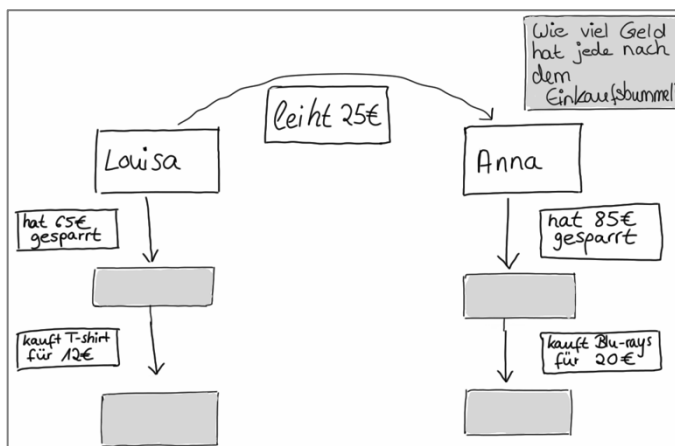 Wie viel Geld
hat jede nach
dem
Einkaufsbummel
leiht 25€
Louisa
Anna
hat 65€
gesparrt
hat 85€
gesparrt
kauft T-shirt
für 12€
kauft Blu-rays
für 20€